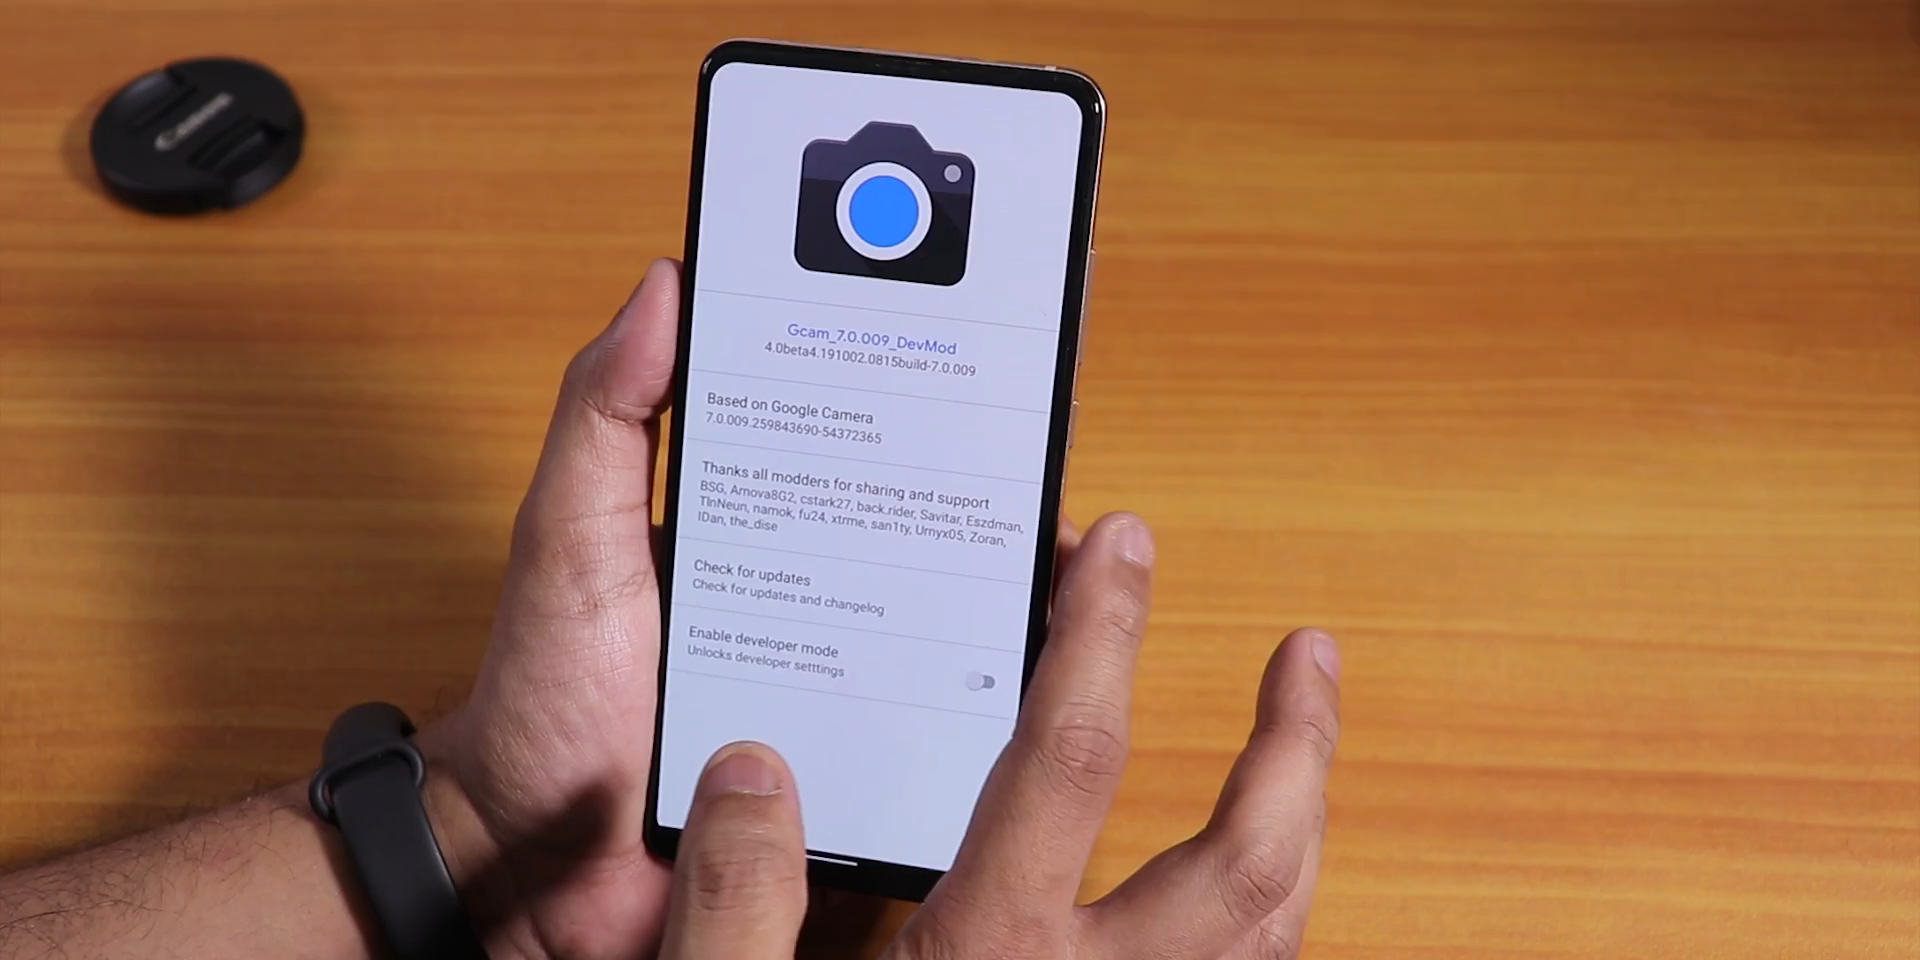 Canon
Gcam_7.0.009_DevMod
4.0beta4.191002.0815build-7.0.009
Based on Google Camera
7.0.009.259843690-54372365
Thanks all modders for sharing and support
BSG, Arnova8G2, cstark27, back.rider, Savitar, Eszdman,
TlnNeun, namok, fu24, xtrme, san1ty, Urnyx05, Zoran,
IDan, the_dise
Check for updates
Check for updates and changelog
Enable developer mode
Unlocks developer setttings